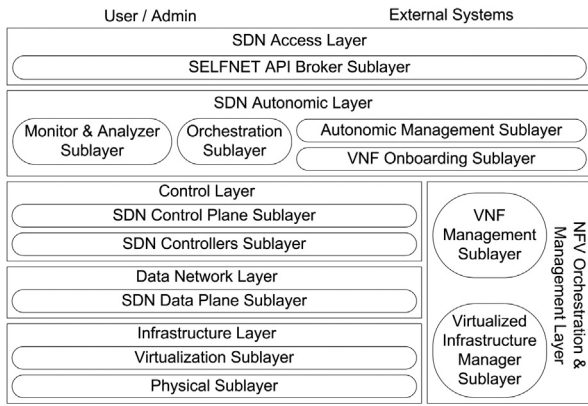 User / Admin
External Systems
SDN Access Layer
SELFNET API Broker Sublayer
SDN Autonomic Layer
Monitor & Analyzer
Sublayer
Orchestration
Sublayer
Autonomic Management Sublayer
VNF Onboarding Sublayer
Control Layer
SDN Control Plane Sublayer
SDN Controllers Sublayer
Data Network Layer
SDN Data Plane Sublayer
Infrastructure Layer
Virtualization Sublayer
Physical Sublayer
VNF
Management
Sublayer
Virtualized
Infrastructure
Manager
Sublayer
NFV Orchestration &
Management Layer